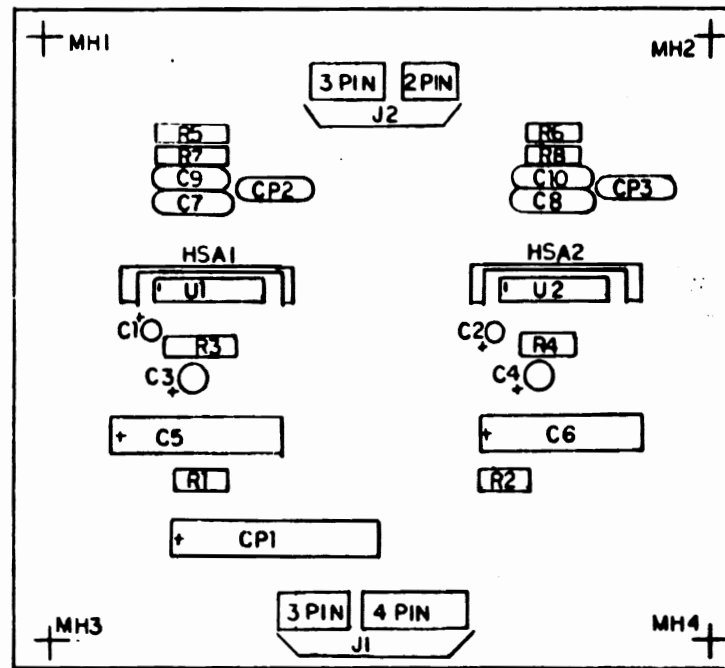 MH1 MH2
3 PIN 2 PIN
J2
R5 R6
R7 R8
C9 C10
CP2 CP3
C7 C8
HSA1 HSA2
U1 U2
C1 + C2 +
R3 R4
C3 + C4 +
+ C5 + C6
R1 R2
+ CP1
3 PIN 4 PIN
MH3 MH4
J1